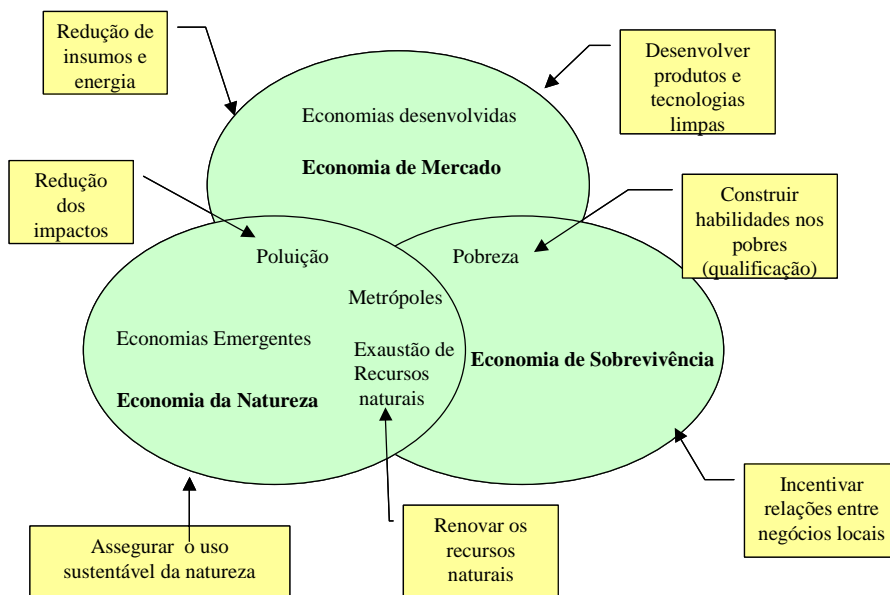 Redução de
insumos e
energia
Desenvolver
produtos e
tecnologias
limpas
Economias desenvolvidas
Economia de Mercado
Redução
dos
impactos
Construir
habilidades nos
pobres
(qualificação)
Poluição
Pobreza
Metrópoles
Economias Emergentes
Exaustão de
Recursos
naturais
Economia de Sobrevivência
Economia da Natureza
Incentivar
relações entre
negócios locais
Assegurar o uso
sustentável da natureza
Renovar os
recursos
naturais